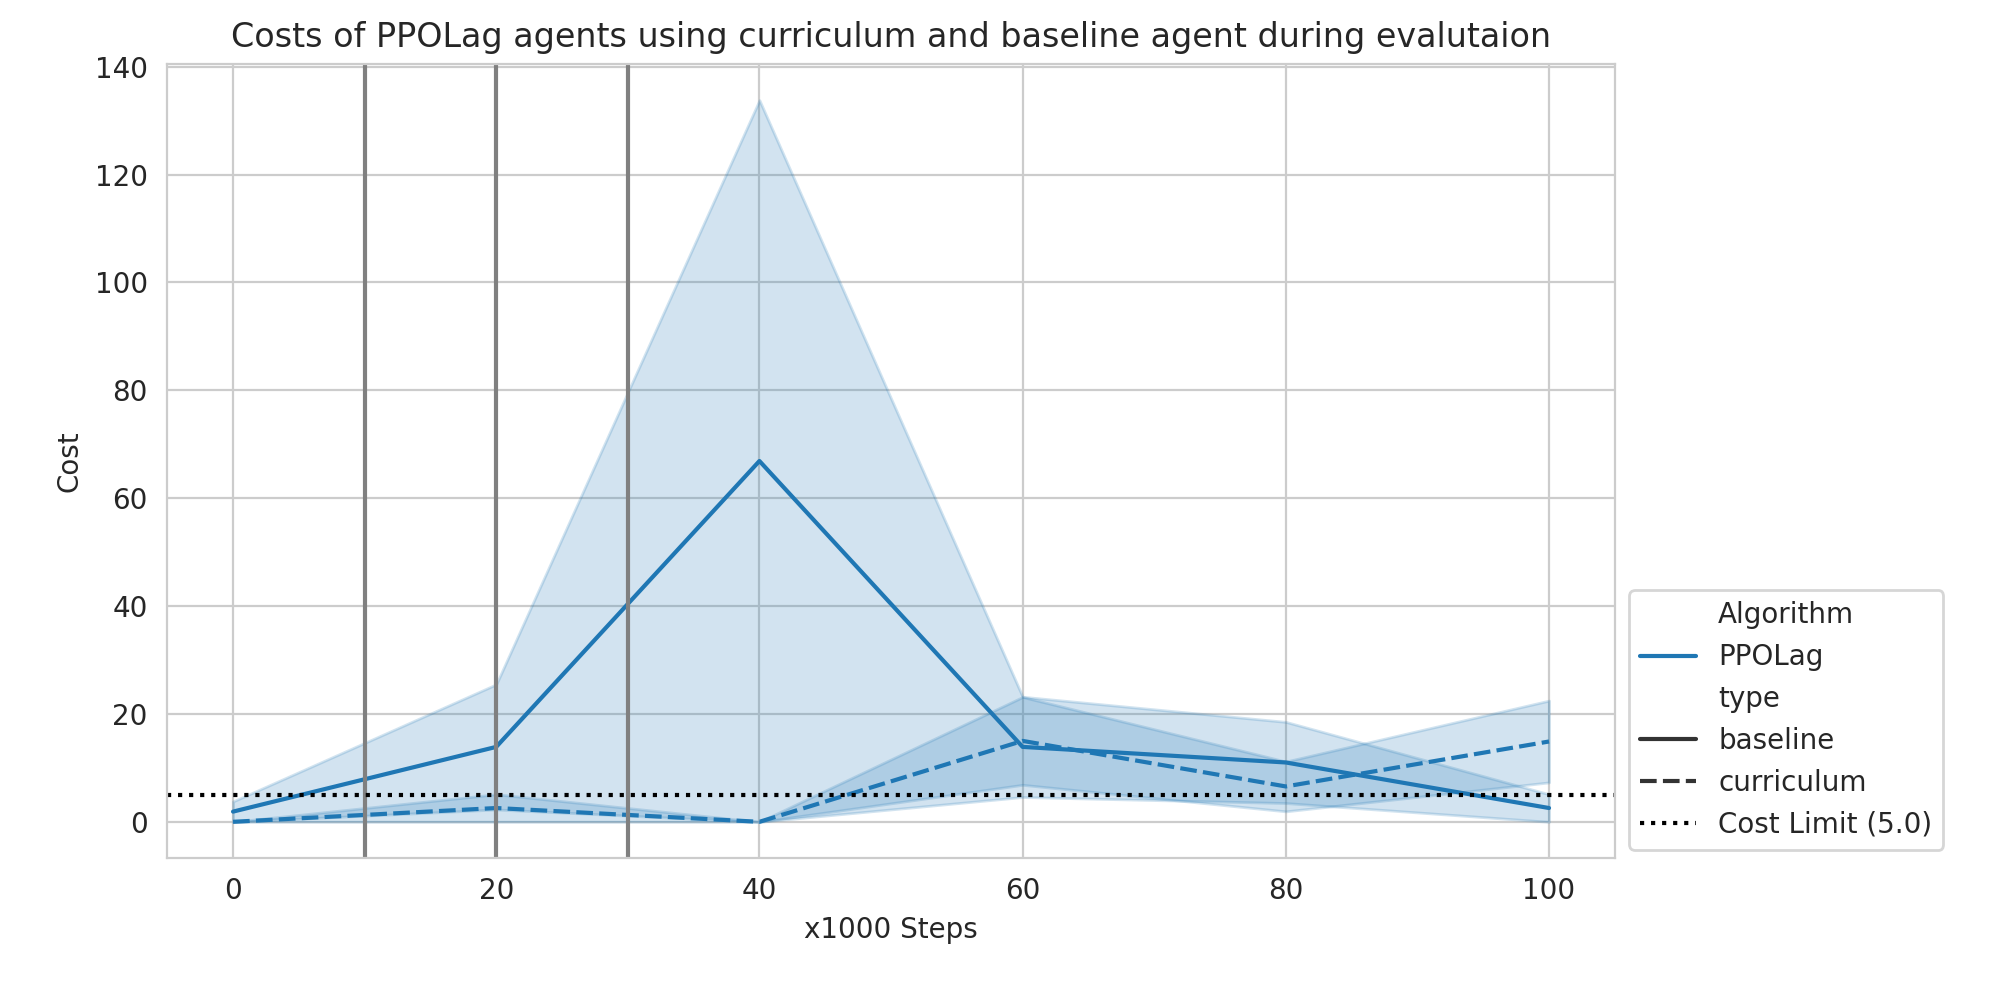 Costs of PPOLag agents using curriculum and baseline agent during evalutaion
140
120
100
80
60
40
20
0
Cost
0 20 40 60 80 100
x1000 Steps
Algorithm
PPOLag
type
baseline
curriculum
Cost Limit (5.0)